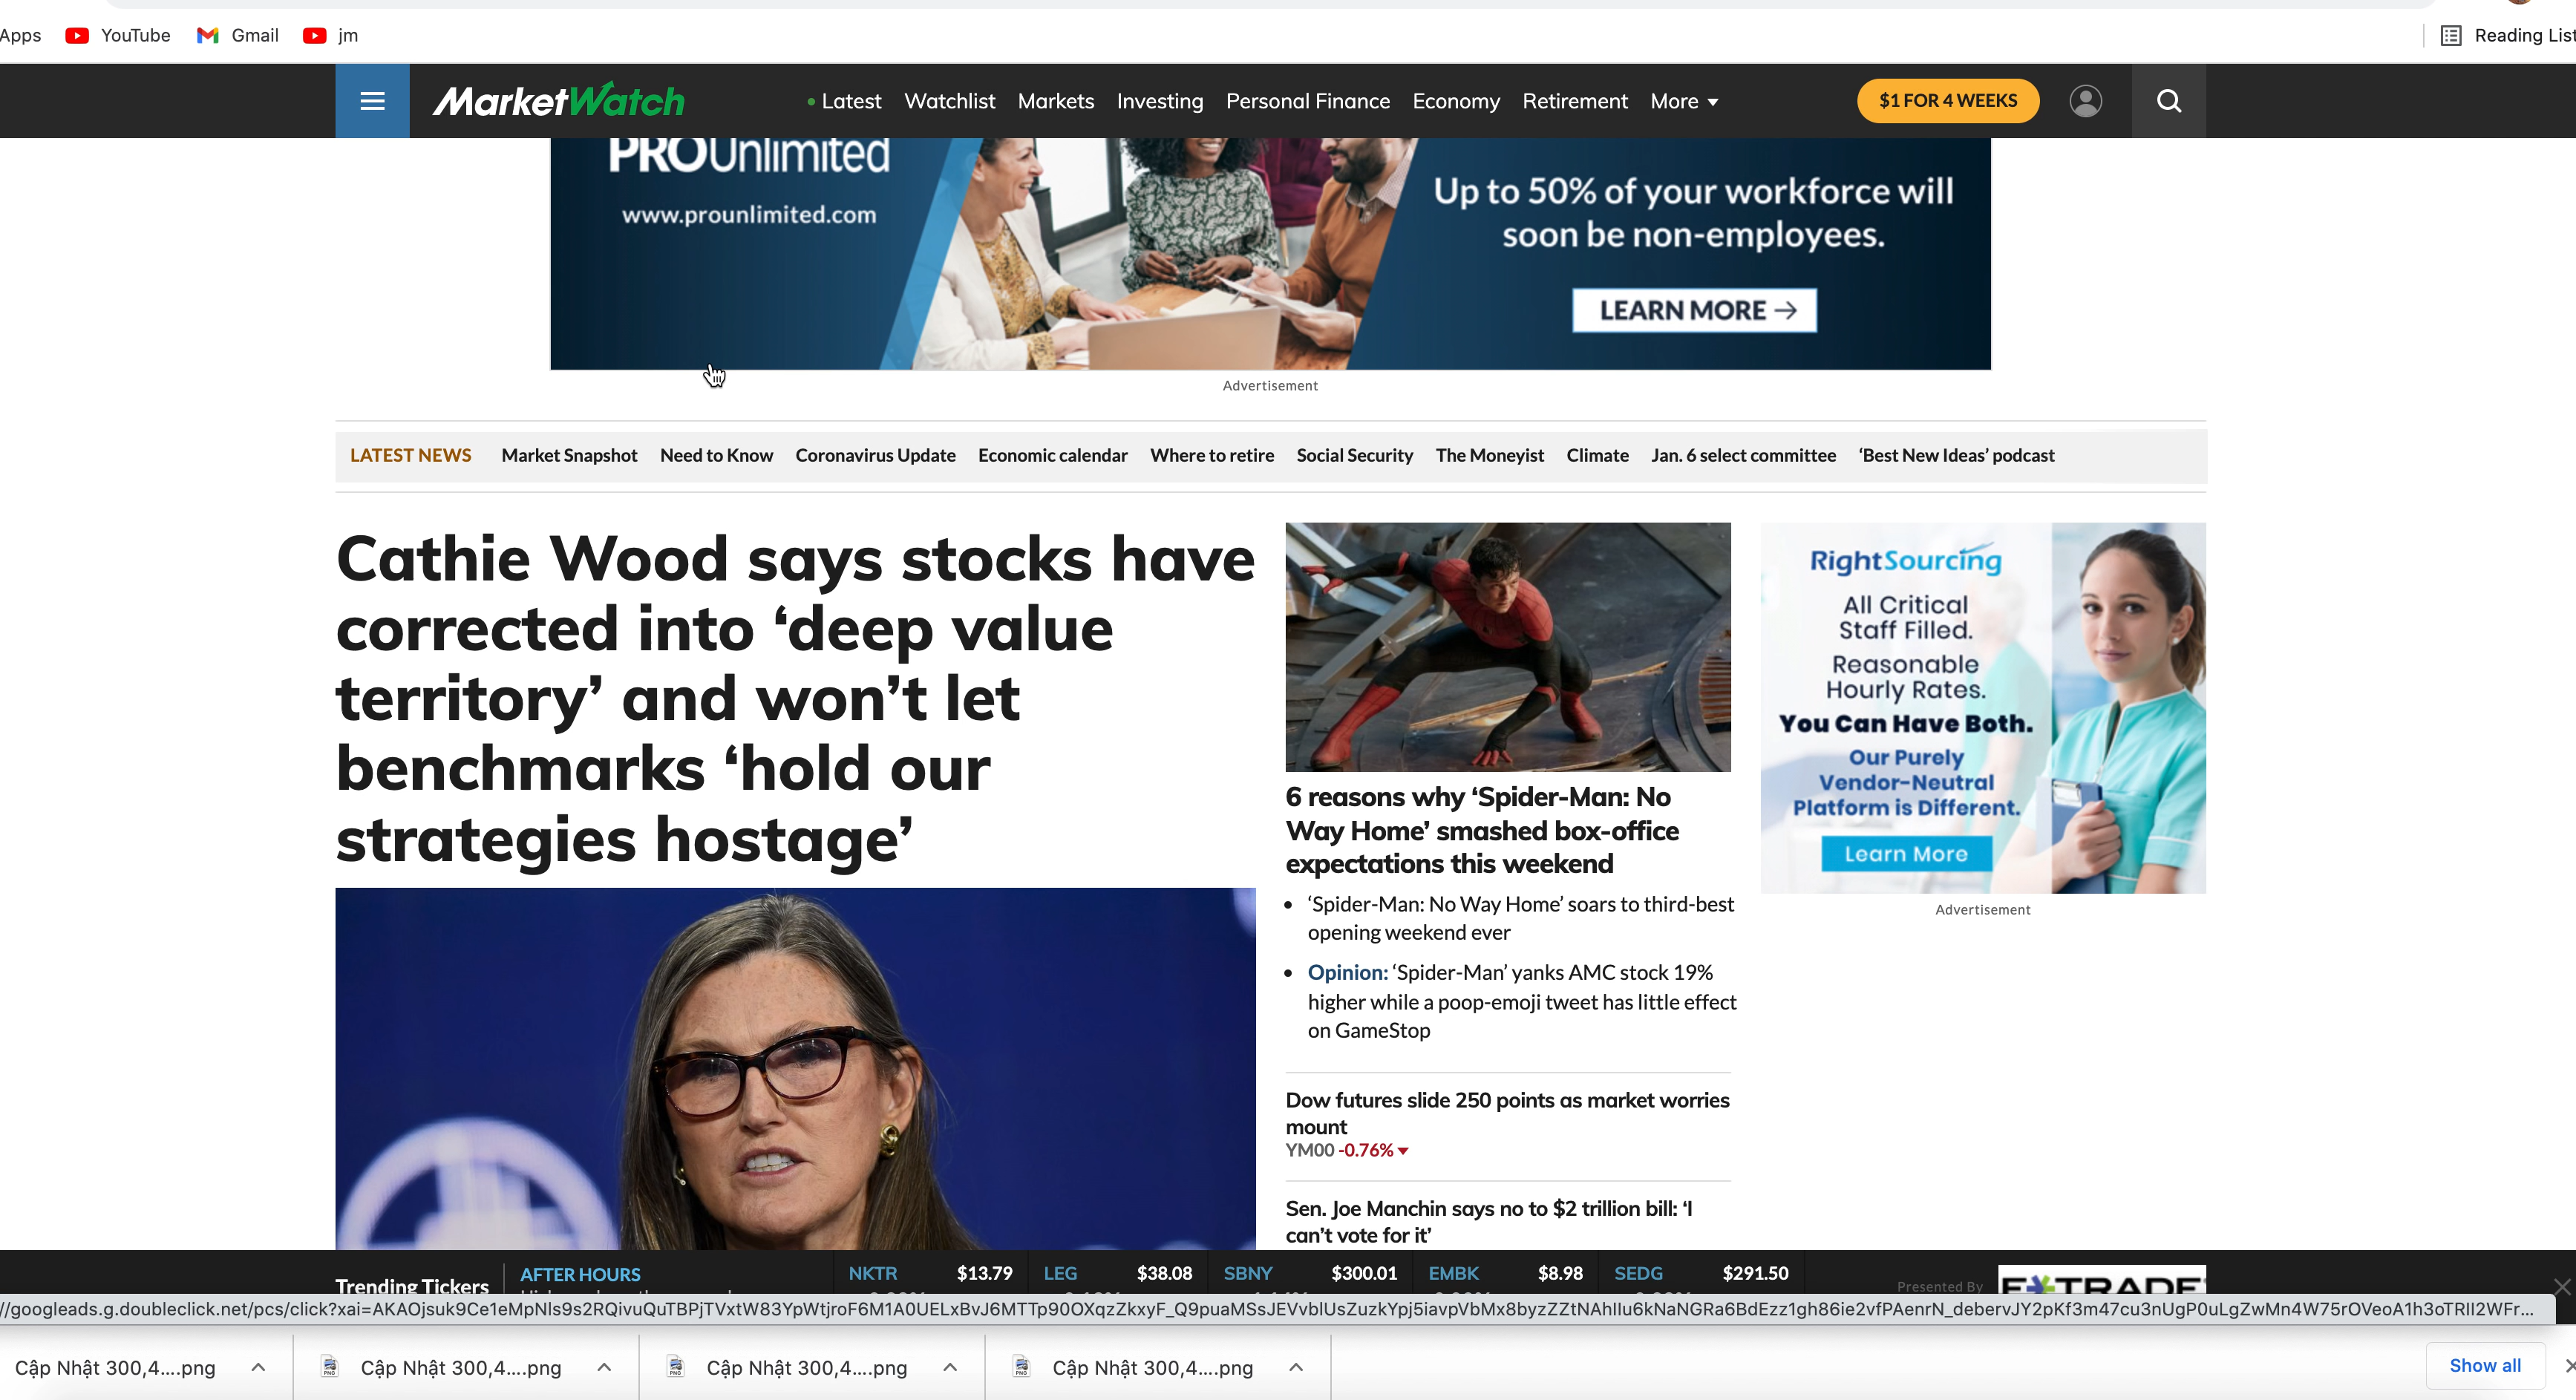 Apps YouTube Gmail jm Reading List
MarketWatch Latest Watchlist Markets Investing Personal Finance Economy Retirement More $1 FOR 4 WEEKS
PROUnlimited
www.prounlimited.com
Up to 50% of your workforce will
soon be non-employees.
LEARN MORE →
Advertisement
LATEST NEWS Market Snapshot Need to Know Coronavirus Update Economic calendar Where to retire Social Security The Moneyist Climate Jan. 6 select committee ‘Best New Ideas’ podcast
Cathie Wood says stocks have
corrected into ‘deep value
territory’ and won’t let
benchmarks ‘hold our
strategies hostage’
6 reasons why ‘Spider-Man: No
Way Home’ smashed box-office
expectations this weekend
• ‘Spider-Man: No Way Home’ soars to third-best
opening weekend ever
• Opinion: ‘Spider-Man’ yanks AMC stock 19%
higher while a poop-emoji tweet has little effect
on GameStop
Dow futures slide 250 points as market worries
mount
YM00 -0.76%
Sen. Joe Manchin says no to $2 trillion bill: ‘I
can’t vote for it’
RightSourcing
All Critical
Staff Filled.
Reasonable
Hourly Rates.
You Can Have Both.
Our Purely
Vendor-Neutral
Platform is Different.
Learn More
Advertisement
Trending Tickers AFTER HOURS NKTR $13.79 LEG $38.08 SBNY $300.01 EMBK $8.98 SEDG $291.50 Presented By E*TRADE
Cập Nhật 300,4....png Cập Nhật 300,4....png Cập Nhật 300,4....png Cập Nhật 300,4....png Show all